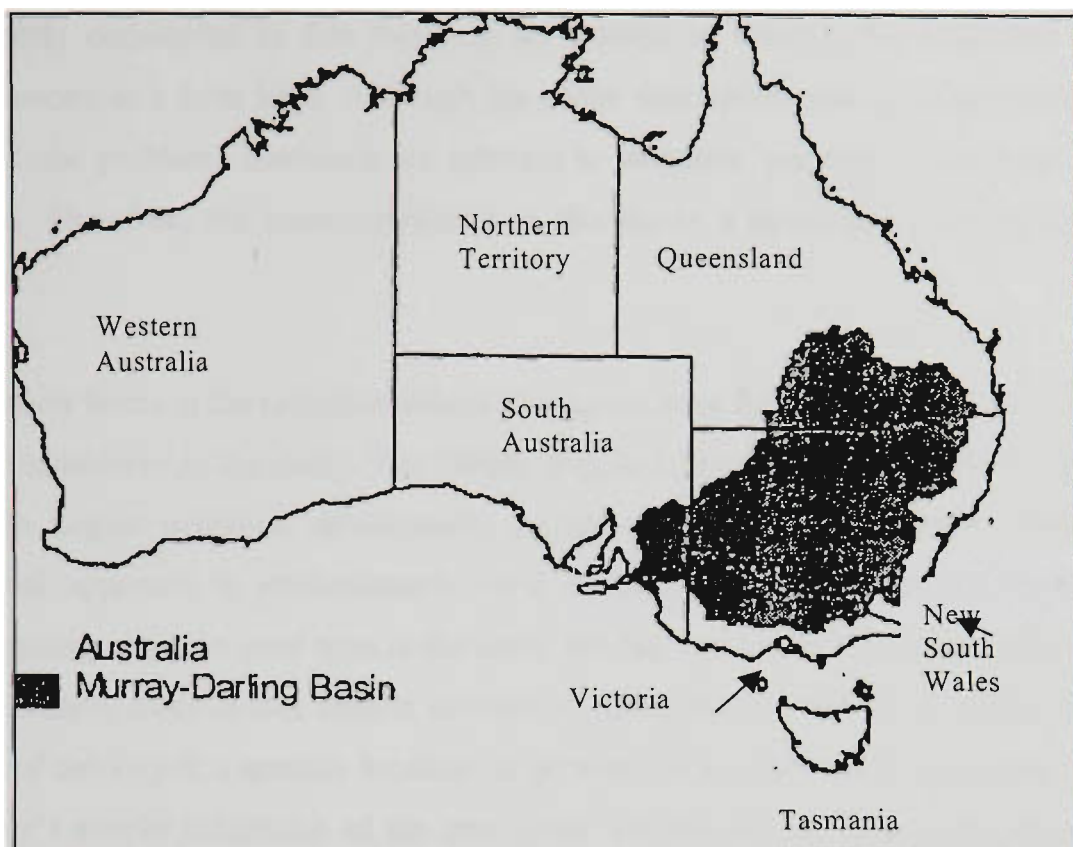 Northern
Territory
Queensland
Western
Australia
South
Australia
New
South
Wales
Australia
Murray-Darling Basin
Victoria
Tasmania